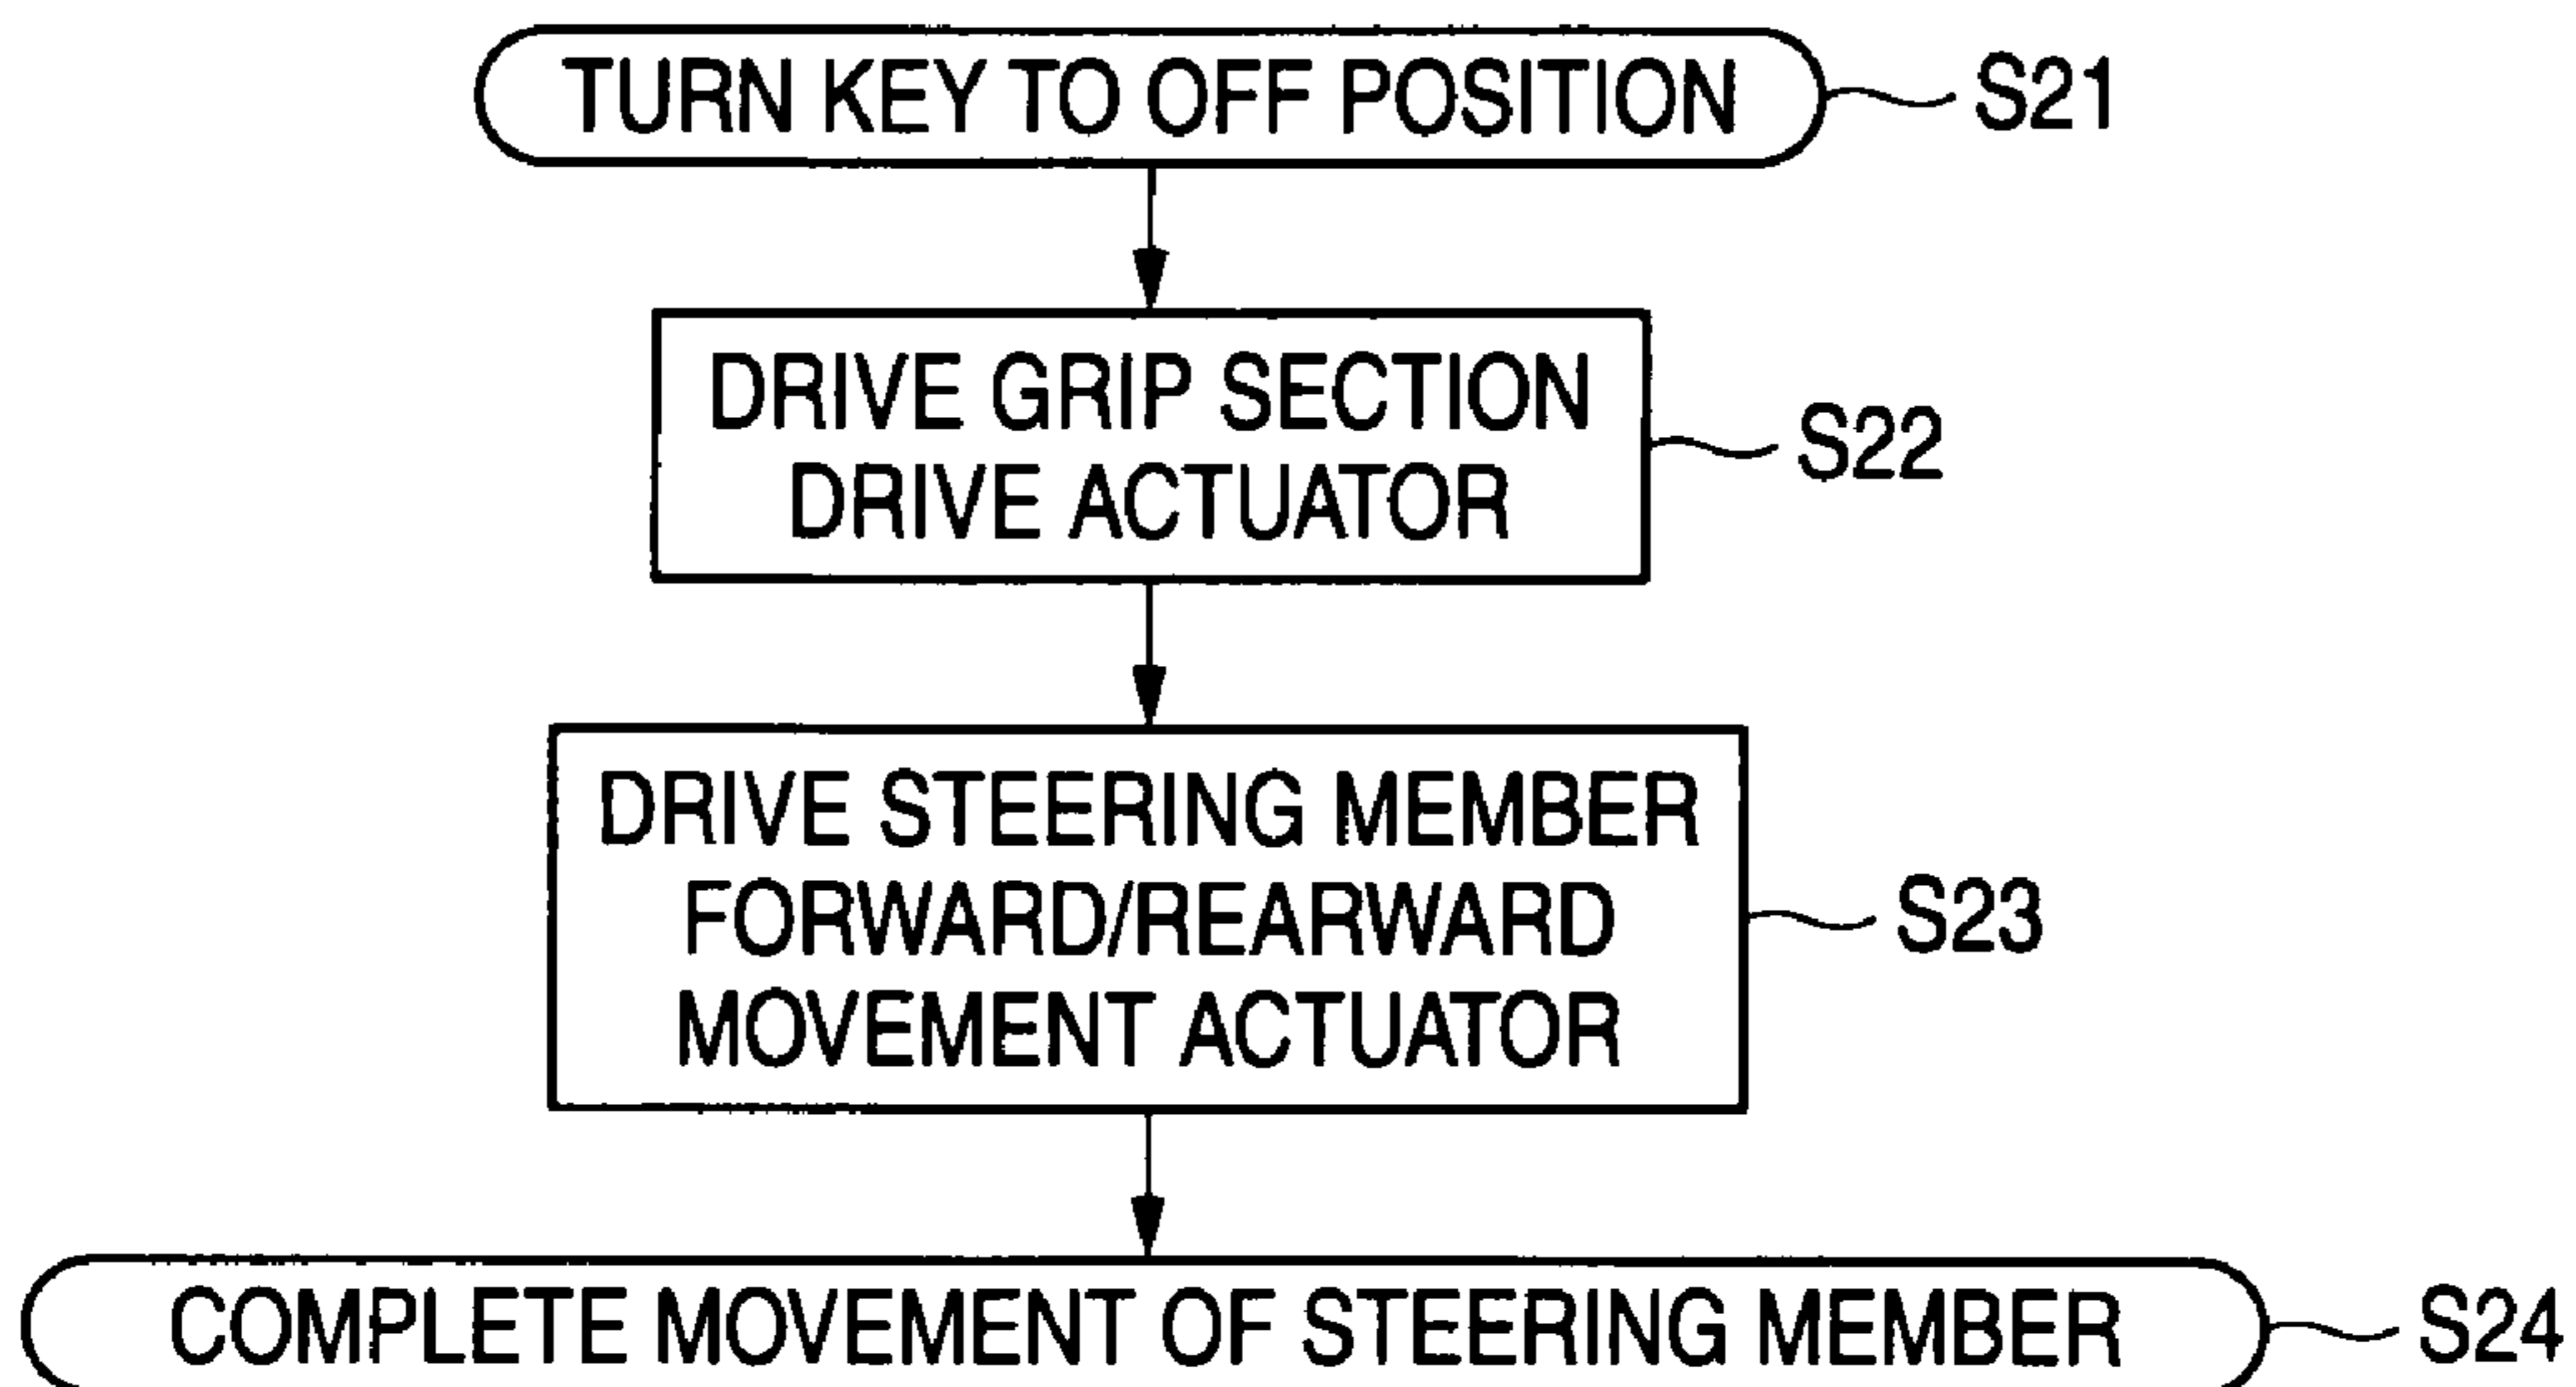 TURN KEY TO OFF POSITION
S21
DRIVE GRIP SECTION
DRIVE ACTUATOR
S22
DRIVE STEERING MEMBER
FORWARD/REARWARD
MOVEMENT ACTUATOR
S23
COMPLETE MOVEMENT OF STEERING MEMBER
S24